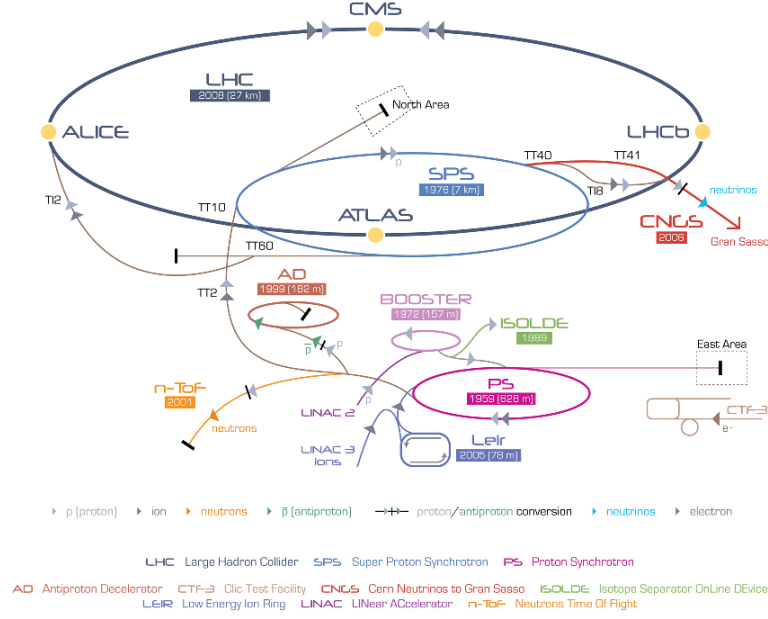 CMS
LHC
2008 (27 km)
North Area
ALICE
LHCb
TT40
TT41
p
SPS
1976 (7 km)
TI8
neutrinos
TI2
TT10
ATLAS
CNGS
2006
Gran Sasso
TT60
AD
1999 (182 m)
TT2
BOOSTER
1972 (157 m)
ISOLDE
1989
p̅
p
East Area
n-ToF
2001
PS
1959 (628 m)
LINAC 2
p
neutrons
CTF3
e-
LINAC 3
Ions
Leir
2005 (78 m)
p (proton)
ion
neutrons
p̅ (antiproton)
proton/antiproton conversion
neutrinos
electron
LHC Large Hadron Collider
SPS Super Proton Synchrotron
PS Proton Synchrotron
AD Antiproton Decelerator
CTF3 Clic Test Facility
CNGS Cern Neutrinos to Gran Sasso
ISOLDE Isotope Separator OnLine DEvice
LEIR Low Energy Ion Ring
LINAC LINear ACcelerator
n-ToF Neutrons Time Of Flight